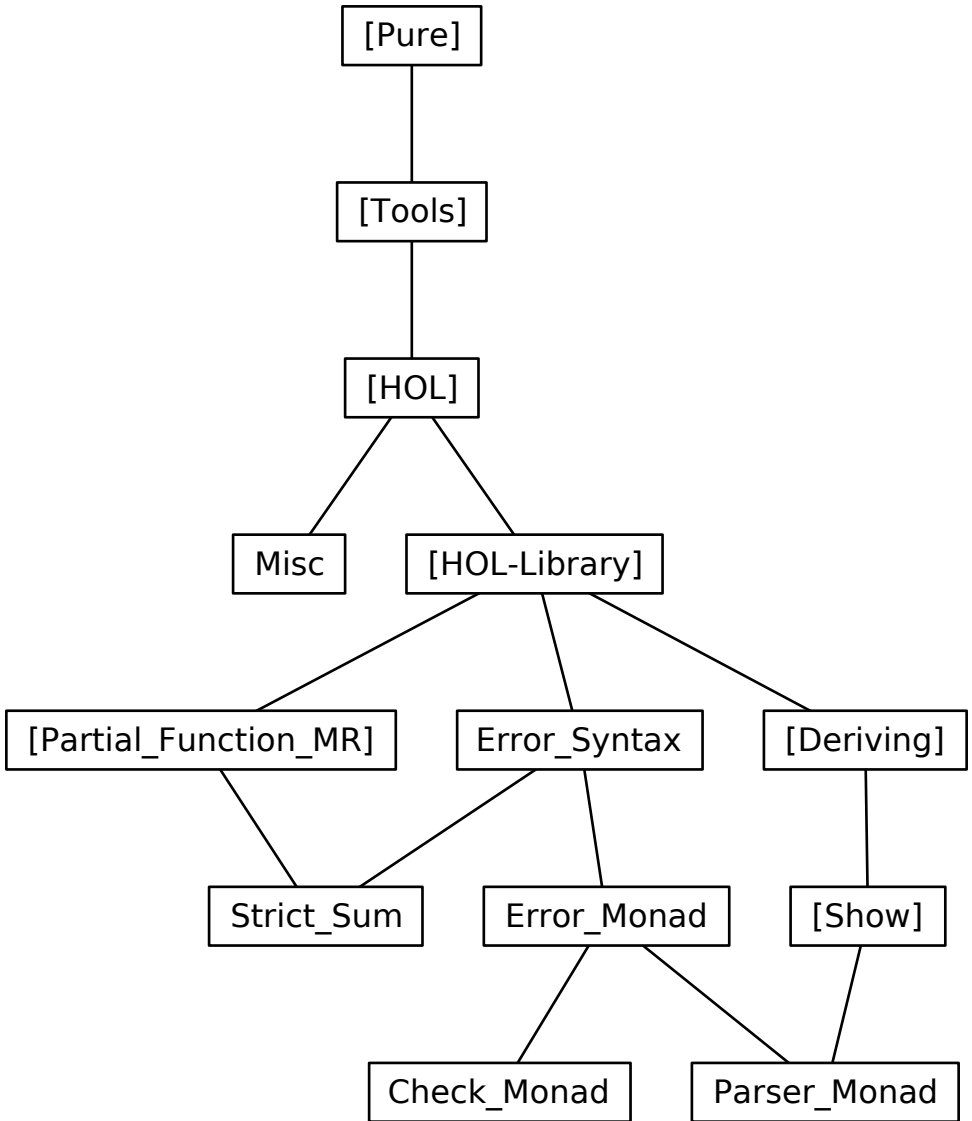 [Pure]
[Tools]
[HOL]
Misc
[HOL-Library]
[Partial_Function_MR]
Error_Syntax
[Deriving]
Strict_Sum
Error_Monad
[Show]
Check_Monad
Parser_Monad